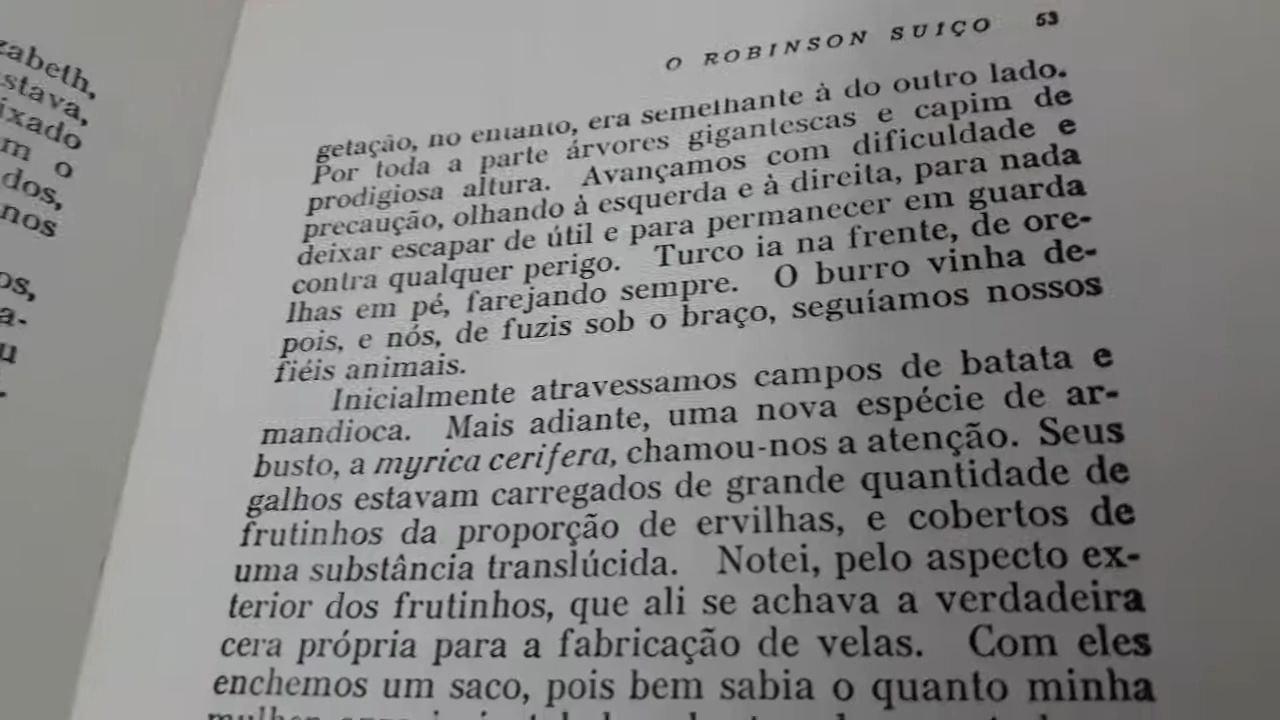 zabeth,
stava,
ixado
m o
dos,
nos
os,
a-
u
-
O ROBINSON SUIÇO 53
getação, no entanto, era semelhante à do outro lado.
Por toda a parte árvores gigantescas e capim de
prodigiosa altura. Avançamos com dificuldade e
precaução, olhando à esquerda e à direita, para nada
deixar escapar de útil e para permanecer em guarda
contra qualquer perigo. Turco ia na frente, de ore-
lhas em pé, farejando sempre. O burro vinha de-
pois, e nós, de fuzis sob o braço, seguíamos nossos
fiéis animais.
Inicialmente atravessamos campos de batata e
mandioca. Mais adiante, uma nova espécie de ar-
busto, a myrica cerifera, chamou-nos a atenção. Seus
galhos estavam carregados de grande quantidade de
frutinhos da proporção de ervilhas, e cobertos de
uma substância translúcida. Notei, pelo aspecto ex-
terior dos frutinhos, que ali se achava a verdadeira
cera própria para a fabricação de velas. Com eles
enchemos um saco, pois bem sabia o quanto minha
mulher